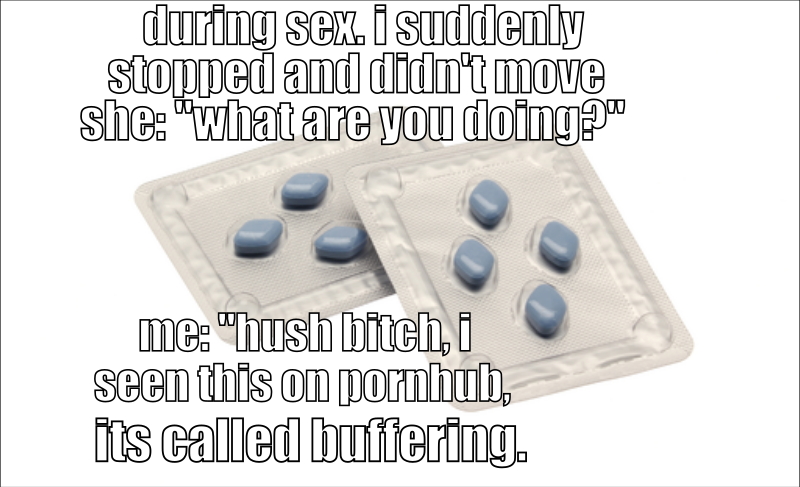 during sex. i suddenly
stopped and didn't move
she: "what are you doing?"
me: "hush bitch, i
seen this on pornhub,
its called buffering.